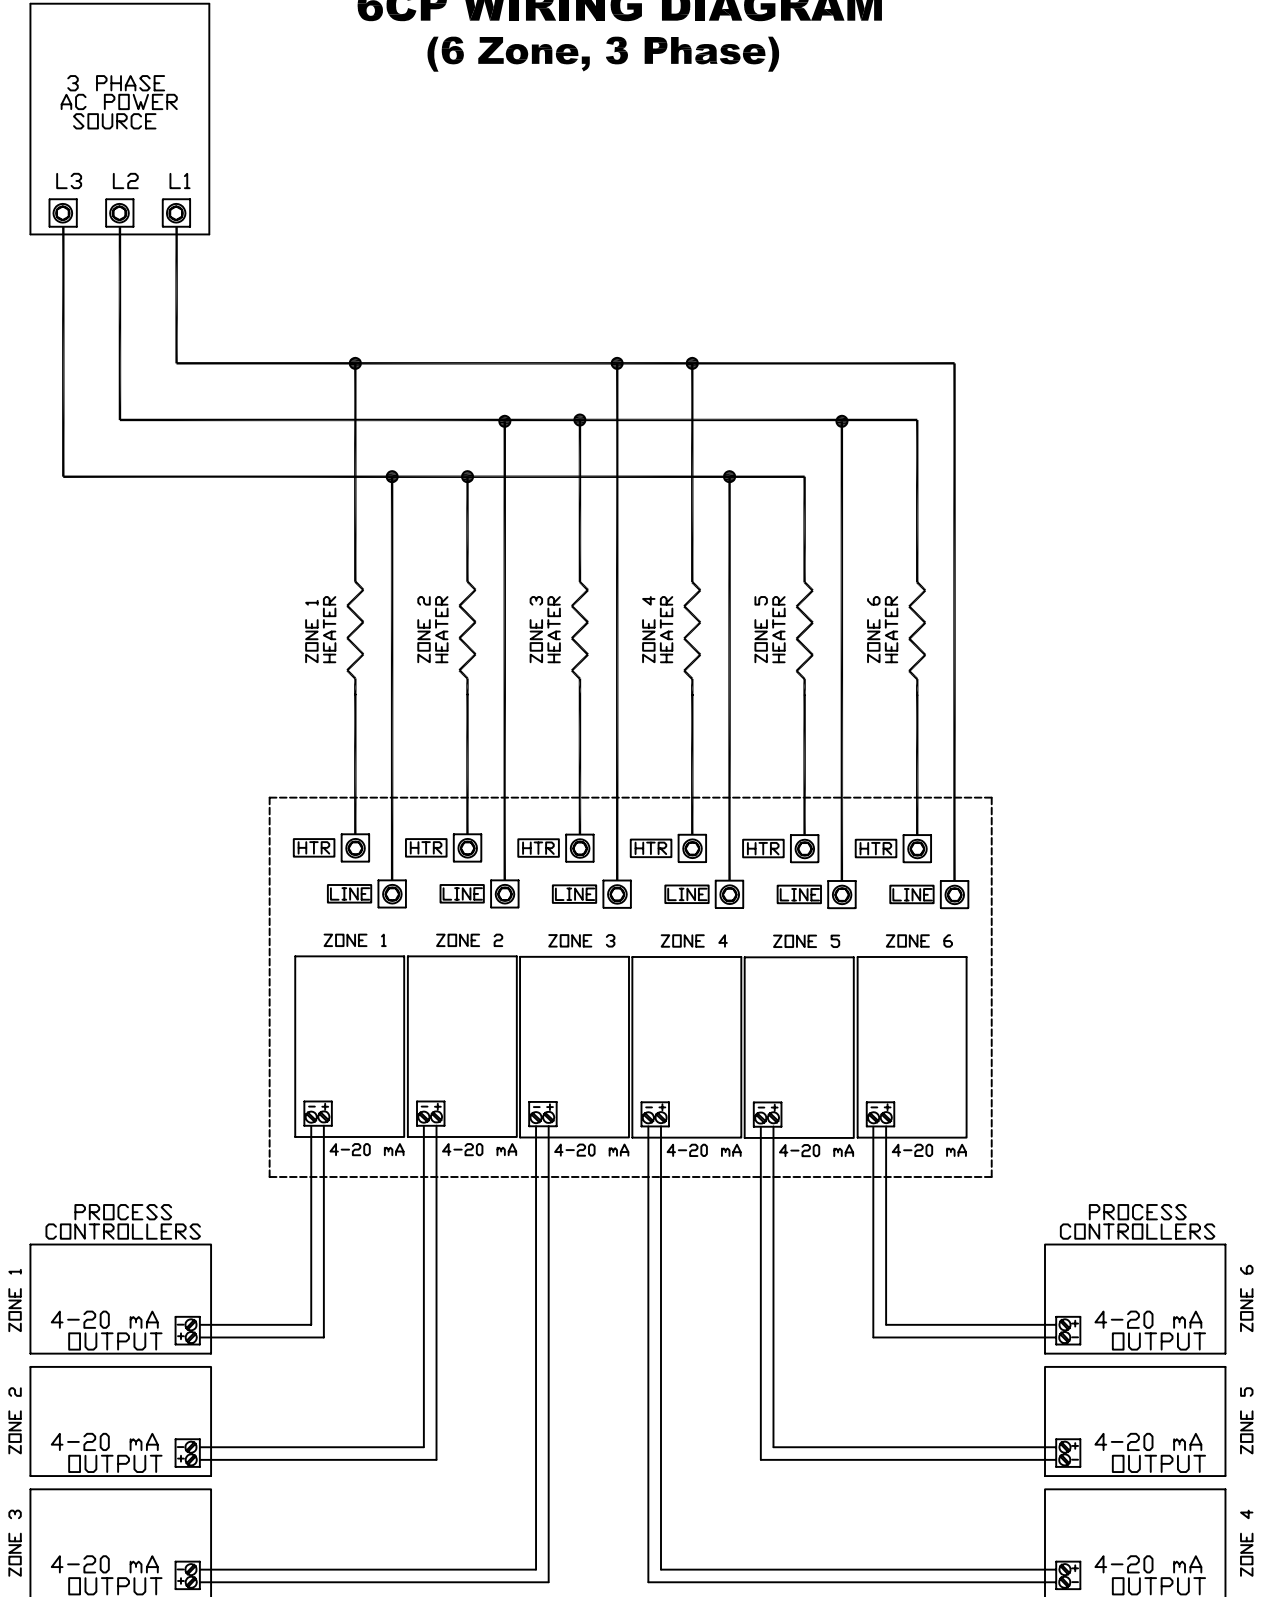 6CP WIRING DIAGRAM
(6 Zone, 3 Phase)
3 PHASE
AC POWER
SOURCE
L3 L2 L1
ZONE 1
HEATER
ZONE 2
HEATER
ZONE 3
HEATER
ZONE 4
HEATER
ZONE 5
HEATER
ZONE 6
HEATER
HTR HTR HTR HTR HTR HTR
LINE LINE LINE LINE LINE LINE
ZONE 1 ZONE 2 ZONE 3 ZONE 4 ZONE 5 ZONE 6
- + - + - + - + - + - +
4-20 mA 4-20 mA 4-20 mA 4-20 mA 4-20 mA 4-20 mA
PROCESS
CONTROLLERS
ZONE 1
4-20 mA
OUTPUT
-
+
ZONE 2
4-20 mA
OUTPUT
-
+
ZONE 3
4-20 mA
OUTPUT
-
+
PROCESS
CONTROLLERS
+
-
4-20 mA
OUTPUT
ZONE 6
+
-
4-20 mA
OUTPUT
ZONE 5
+
-
4-20 mA
OUTPUT
ZONE 4